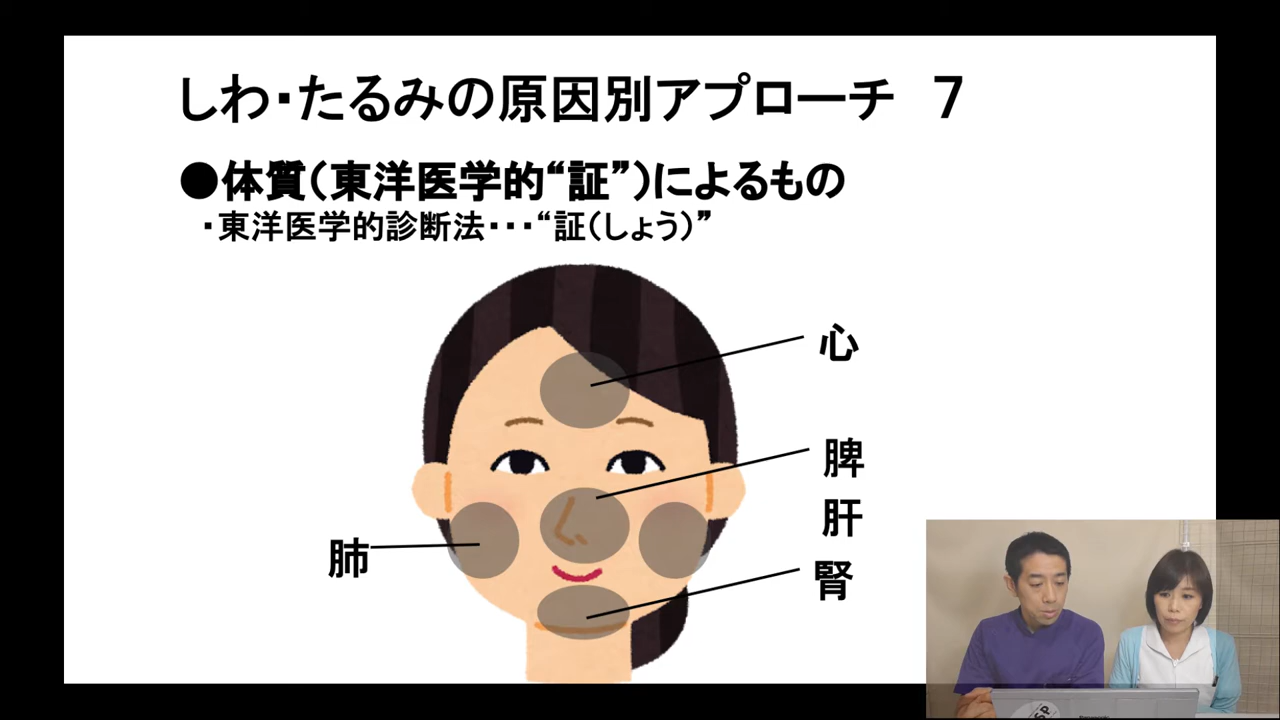 しわ・たるみの原因別アプローチ 7
●体質(東洋医学的“証”)によるもの
・東洋医学的診断法・・・“証(しょう)”
心
脾
肝
肺
腎